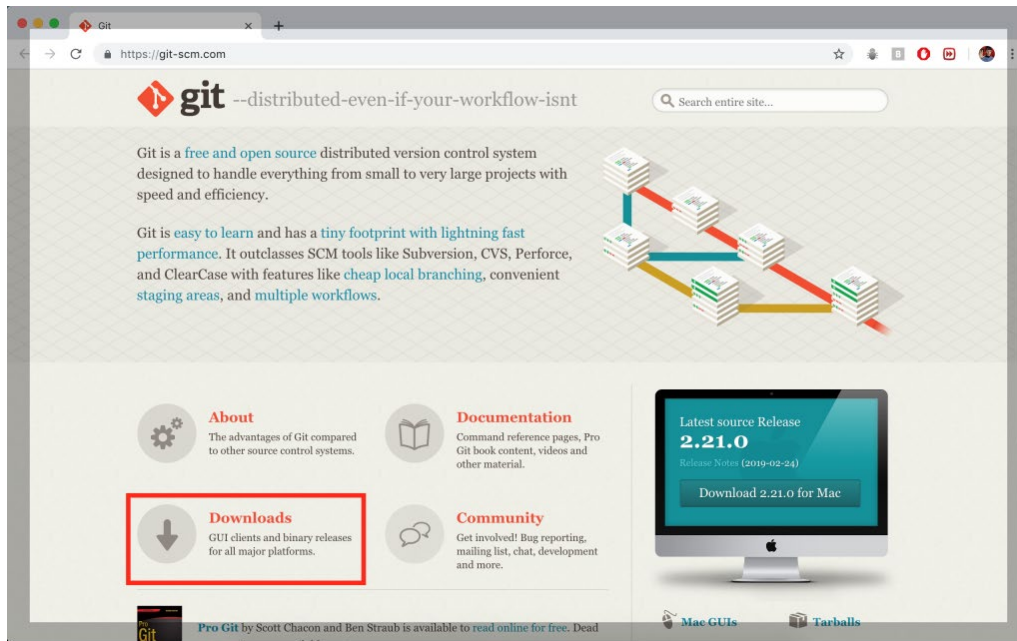 Git
https://git-scm.com
git --distributed-even-if-your-workflow-isnt
Search entire site...
Git is a free and open source distributed version control system
designed to handle everything from small to very large projects with
speed and efficiency.
Git is easy to learn and has a tiny footprint with lightning fast
performance. It outclasses SCM tools like Subversion, CVS, Perforce,
and ClearCase with features like cheap local branching, convenient
staging areas, and multiple workflows.
About
The advantages of Git compared
to other source control systems.
Documentation
Command reference pages, Pro
Git book content, videos and
other material.
Downloads
GUI clients and binary releases
for all major platforms.
Community
Get involved! Bug reporting,
mailing list, chat, development
and more.
Latest source Release
2.21.0
Release Notes (2019-02-24)
Download 2.21.0 for Mac
Mac GUIs
Tarballs
Pro
Git
Pro Git by Scott Chacon and Ben Straub is available to read online for free. Dead